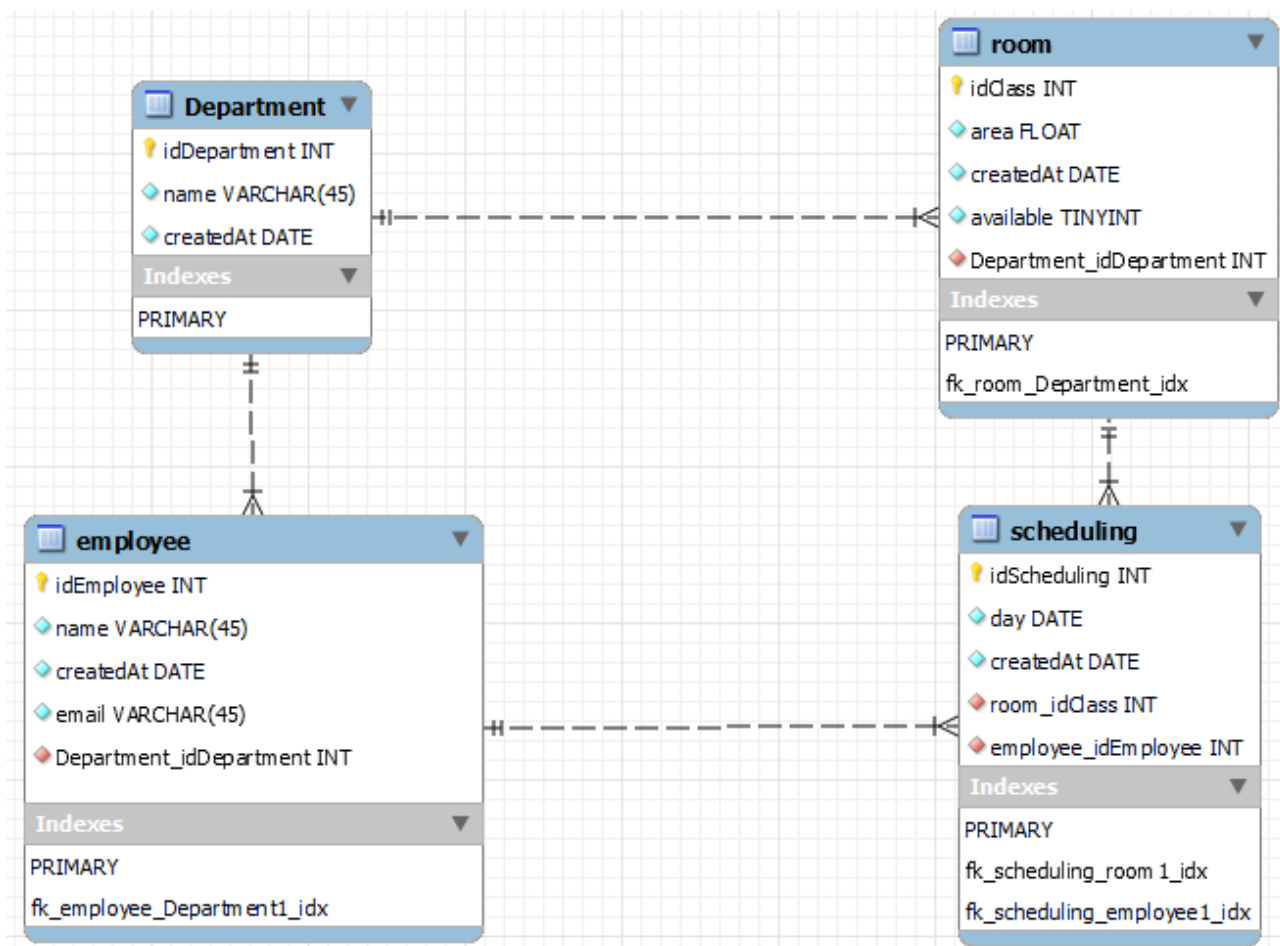 Department
idDepartment INT
name VARCHAR(45)
createdAt DATE
Indexes
PRIMARY
room
idClass INT
area FLOAT
createdAt DATE
available TINYINT
Department_idDepartment INT
Indexes
PRIMARY
fk_room_Department_idx
employee
idEmployee INT
name VARCHAR(45)
createdAt DATE
email VARCHAR(45)
Department_idDepartment INT
Indexes
PRIMARY
fk_employee_Department1_idx
scheduling
idScheduling INT
day DATE
createdAt DATE
room_idClass INT
employee_idEmployee INT
Indexes
PRIMARY
fk_scheduling_room1_idx
fk_scheduling_employee1_idx